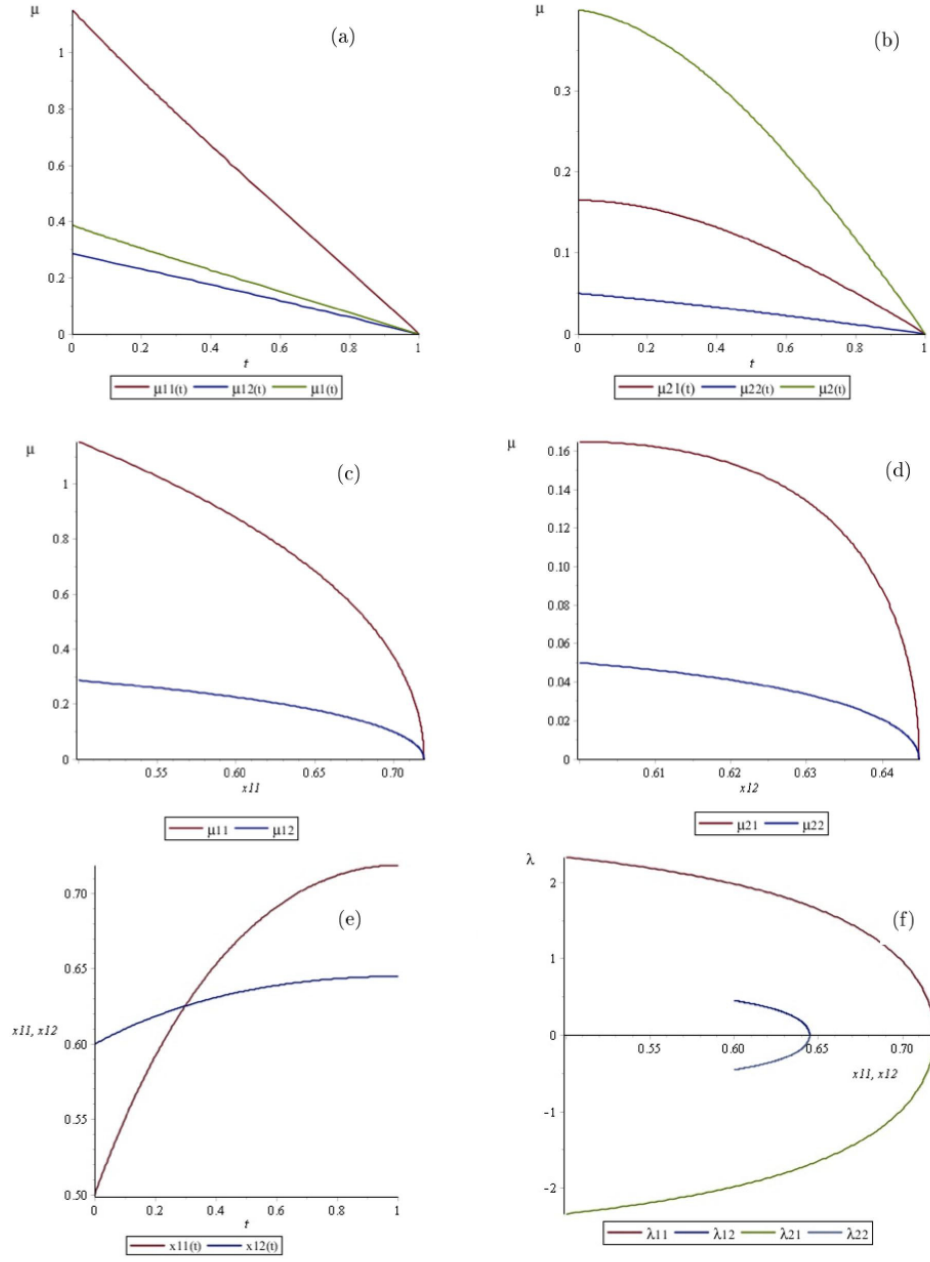 μ
(a)
1
0.8
0.6
0.4
0.2
0
0 0.2 0.4 0.6 0.8 1
t
μ11(t) μ12(t) μ1(t)
μ
(b)
0.3
0.2
0.1
0
0 0.2 0.4 0.6 0.8 1
t
μ21(t) μ22(t) μ2(t)
μ
(c)
1
0.8
0.6
0.4
0.2
0
0.55 0.60 0.65 0.70
x11
μ11 μ12
μ
(d)
0.16
0.14
0.12
0.10
0.08
0.06
0.04
0.02
0
0.61 0.62 0.63 0.64
x12
μ21 μ22
(e)
0.70
0.65
x11, x12
0.60
0.55
0.50
0 0.2 0.4 0.6 0.8 1
t
x11(t) x12(t)
λ
(f)
2
1
0
0.55 0.60 0.65 0.70
x11, x12
-1
-2
λ11 λ12 λ21 λ22